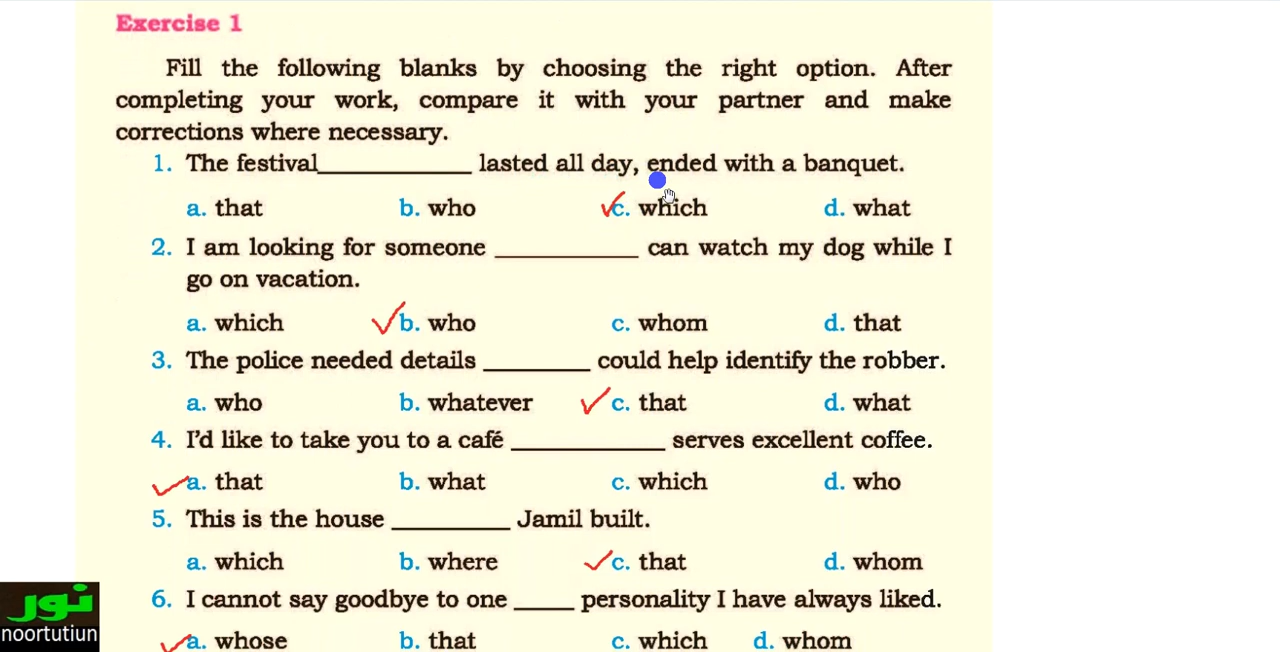 Exercise 1
Fill the following blanks by choosing the right option. After
completing your work, compare it with your partner and make
corrections where necessary.
1. The festival___________ lasted all day, ended with a banquet.
a. that b. who c. which d. what
2. I am looking for someone __________ can watch my dog while I
go on vacation.
a. which b. who c. whom d. that
3. The police needed details ________ could help identify the robber.
a. who b. whatever c. that d. what
4. I'd like to take you to a café ___________ serves excellent coffee.
a. that b. what c. which d. who
5. This is the house ________ Jamil built.
a. which b. where c. that d. whom
6. I cannot say goodbye to one ____ personality I have always liked.
a. whose b. that c. which d. whom
نور
noortutiun